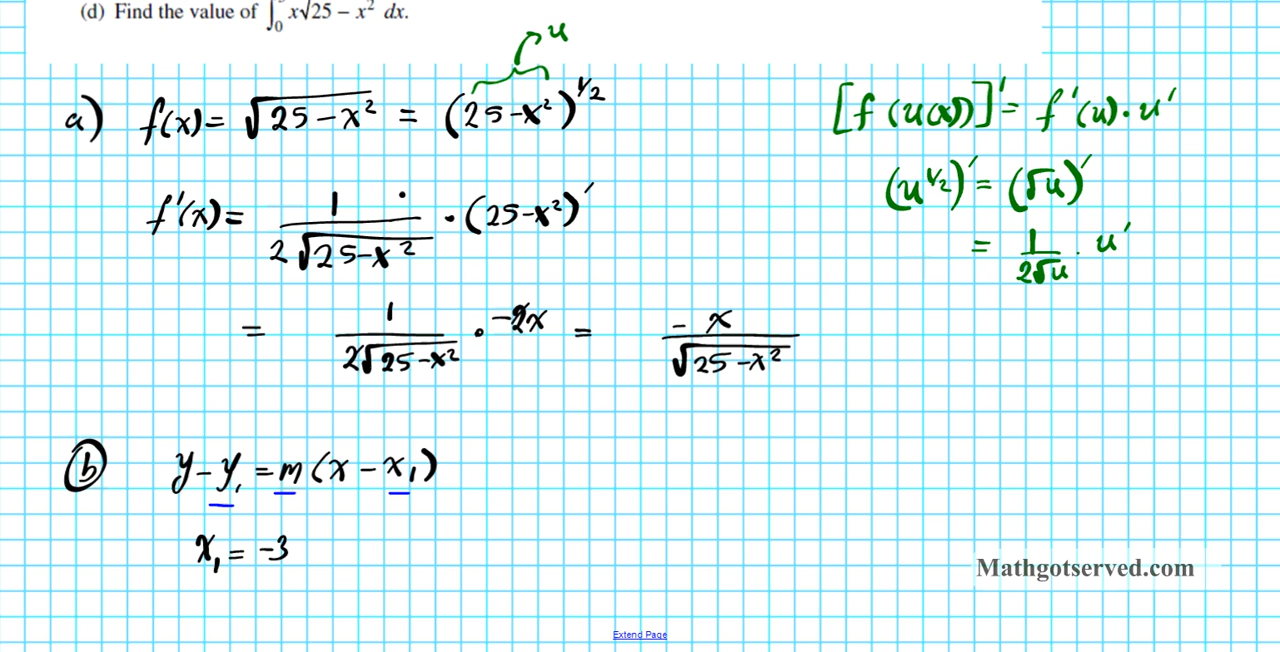 (d) Find the value of ∫₀ x√25 − x² dx.
u
a) f(x) = √25 − x² = (25 − x²)^1/2
[f(u(x))]' = f'(u) · u'
(u^1/2)' = (√u)'
= 1/2√u · u'
f'(x) = 1/2√25 − x² · (25 − x²)'
= 1/2√25 − x² · −2x = −x/√25 − x²
(b) y − y₁ = m(x − x₁)
x₁ = −3
Mathgotserved.com
Extend Page